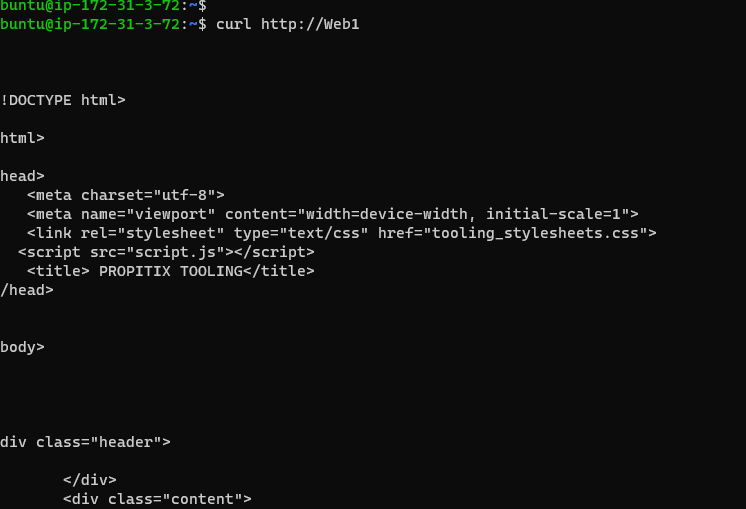 buntu@ip-172-31-3-72:~$
buntu@ip-172-31-3-72:~$ curl http://Web1
!DOCTYPE html>
html>
head>
<meta charset="utf-8">
<meta name="viewport" content="width=device-width, initial-scale=1">
<link rel="stylesheet" type="text/css" href="tooling_stylesheets.css">
<script src="script.js"></script>
<title> PROPITIX TOOLING</title>
/head>
body>
div class="header">
</div>
<div class="content">